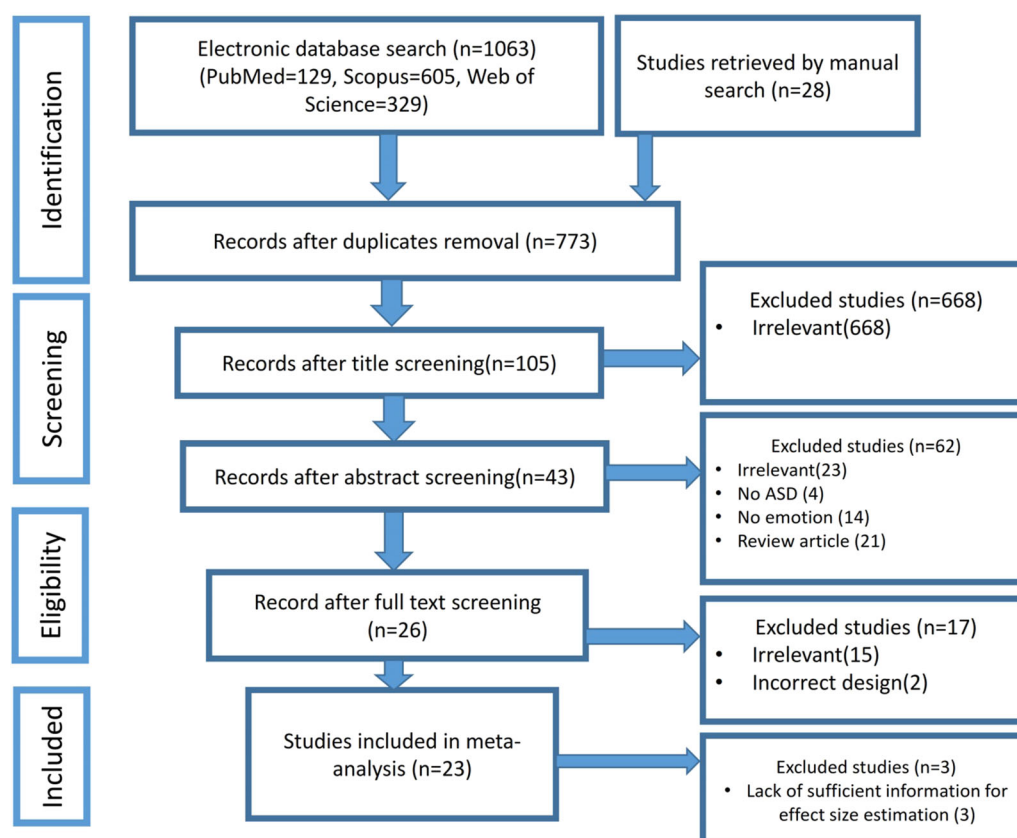 Identification
Electronic database search (n=1063)
(PubMed=129, Scopus=605, Web of
Science=329)
Studies retrieved by manual
search (n=28)
Records after duplicates removal (n=773)
Screening
Records after title screening(n=105)
Excluded studies (n=668)
• Irrelevant(668)
Records after abstract screening(n=43)
Excluded studies (n=62)
• Irrelevant(23)
• No ASD (4)
• No emotion (14)
• Review article (21)
Eligibility
Record after full text screening
(n=26)
Excluded studies (n=17)
• Irrelevant(15)
• Incorrect design(2)
Included
Studies included in meta-
analysis (n=23)
Excluded studies (n=3)
• Lack of sufficient information for
effect size estimation (3)